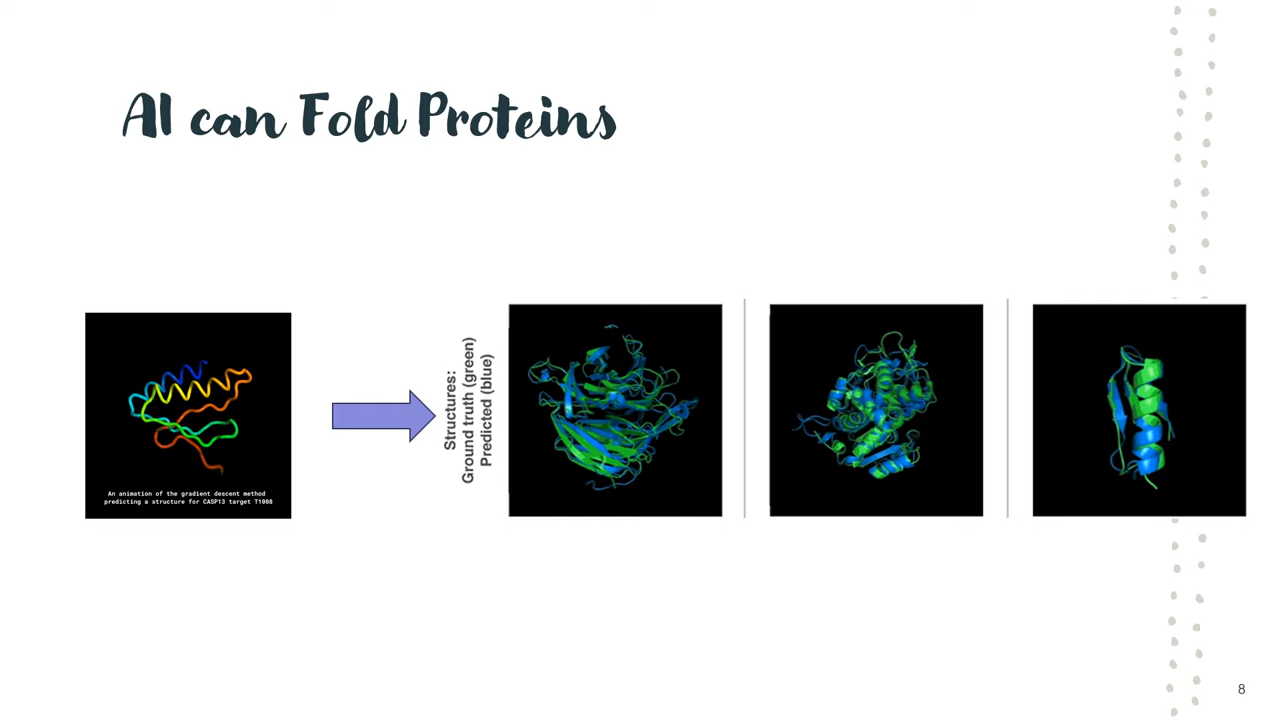 AI can Fold Proteins
An animation of the gradient descent method
predicting a structure for CASP13 target T1008
Structures:
Ground truth (green)
Predicted (blue)
8